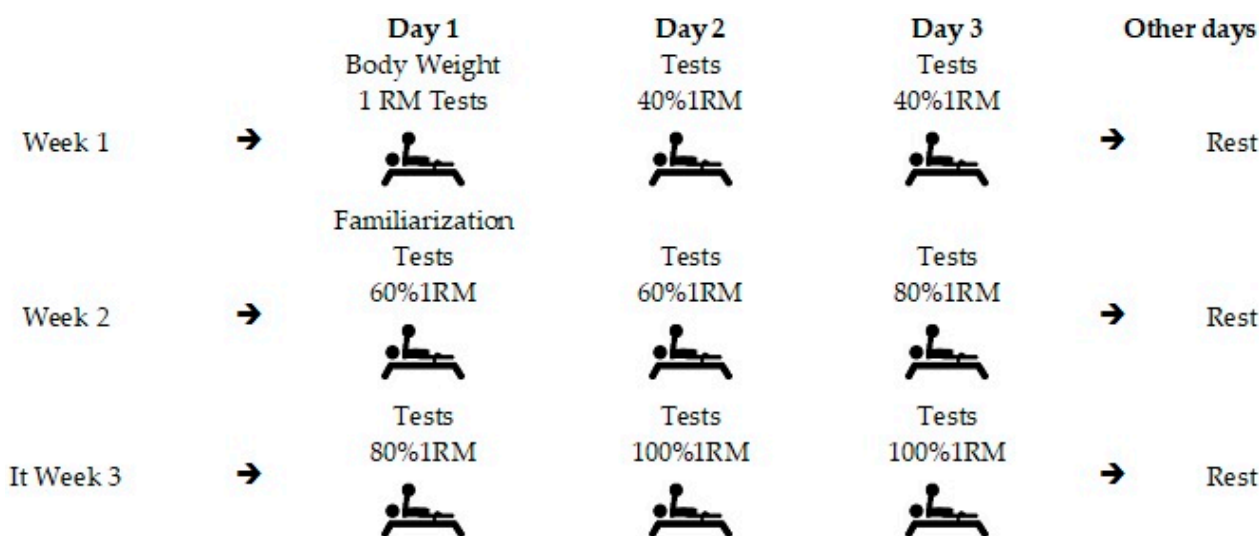 Day 1 Day 2 Day 3 Other days
Body Weight Tests Tests
1 RM Tests 40%1RM 40%1RM
Week 1 ➔ ➔ Rest
Familiarization
Tests Tests Tests
60%1RM 60%1RM 80%1RM
Week 2 ➔ ➔ Rest
Tests Tests Tests
80%1RM 100%1RM 100%1RM
It Week 3 ➔ ➔ Rest